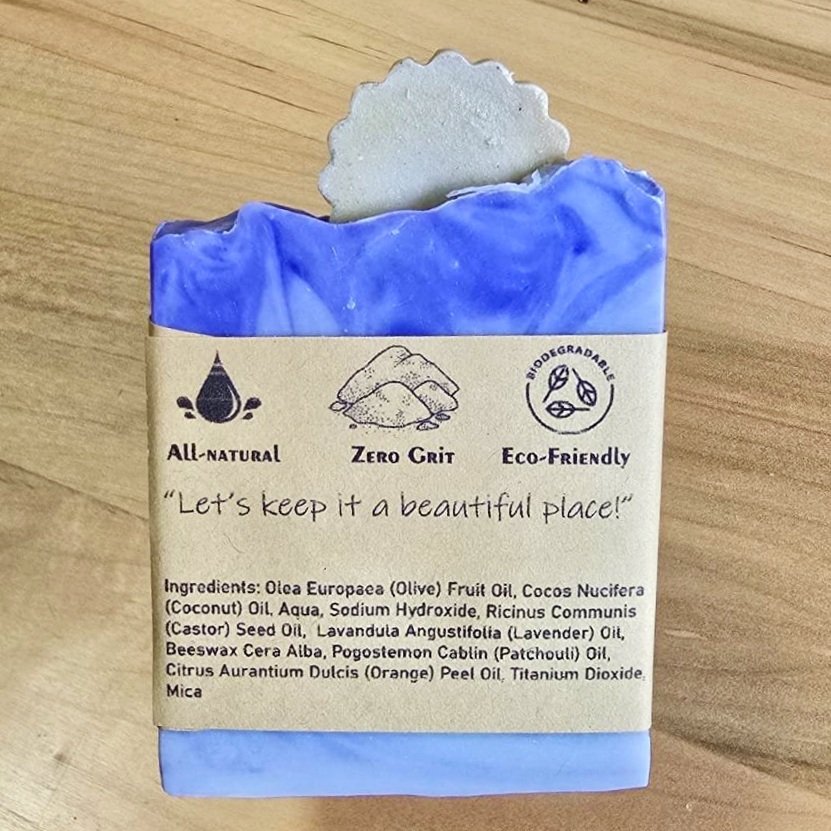 BIODEGRADABLE
All-natural Zero Grit Eco-Friendly
"Let's keep it a beautiful place!"
Ingredients: Olea Europaea (Olive) Fruit Oil, Cocos Nucifera
(Coconut) Oil, Aqua, Sodium Hydroxide, Ricinus Communis
(Castor) Seed Oil, Lavandula Angustifolia (Lavender) Oil,
Beeswax Cera Alba, Pogostemon Cablin (Patchouli) Oil,
Citrus Aurantium Dulcis (Orange) Peel Oil, Titanium Dioxide,
Mica